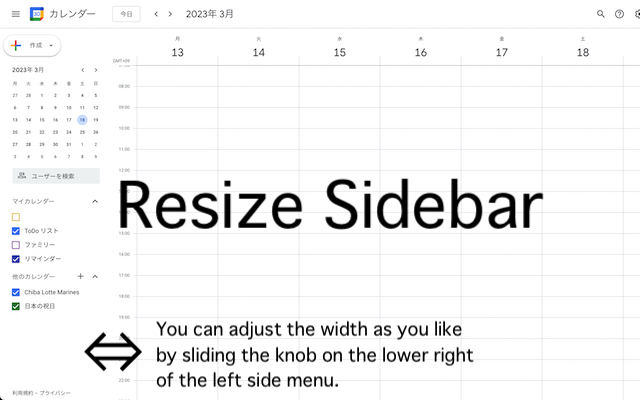 カレンダー 今日 2023年 3月
作成
2023年 3月
月 火 水 木 金 土 日
27 28 1 2 3 4 5
6 7 8 9 10 11 12
13 14 15 16 17 18 19
20 21 22 23 24 25 26
27 28 29 30 31 1 2
3 4 5 6 7 8 9
ユーザーを検索
マイカレンダー
ToDo リスト
ファミリー
リマインダー
他のカレンダー
Chiba Lotte Marines
日本の祝日
利用規約 – プライバシー
月 火 水 木 金 土
13 14 15 16 17 18
GMT+09
08:00
09:00
10:00
11:00
12:00
Resize Sidebar
15:00
16:00
17:00
18:00
19:00
You can adjust the width as you like
by sliding the knob on the lower right
of the left side menu.
22:00